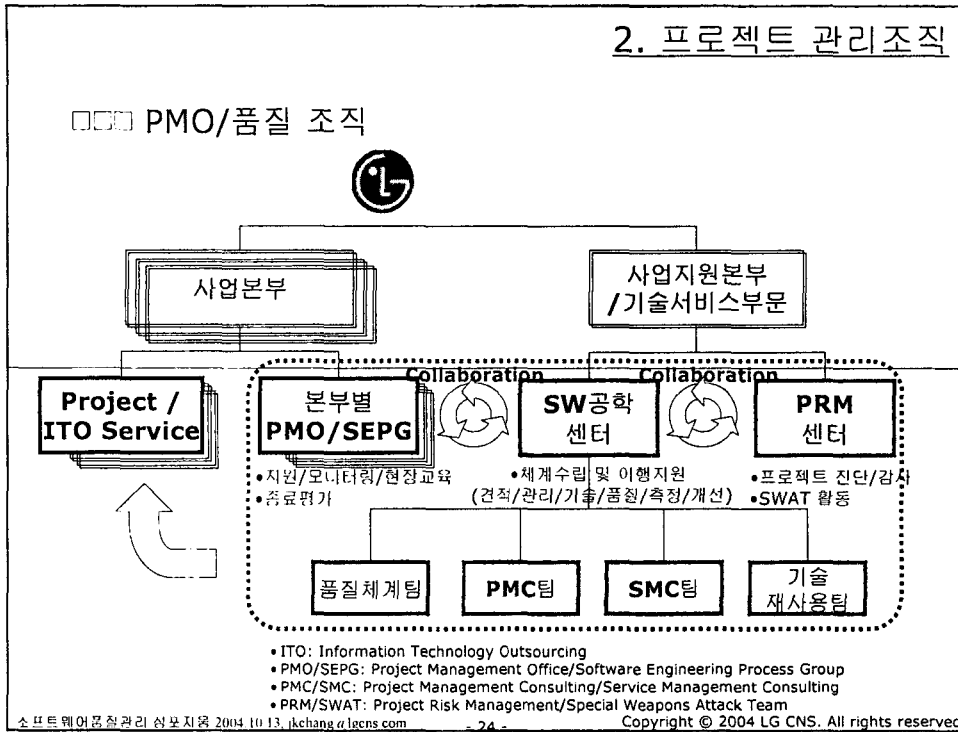 2. 프로젝트 관리조직
□□□ PMO/품질 조직
LG
사업본부
사업지원본부
/기술서비스부문
Collaboration
Collaboration
Project /
ITO Service
본부별
PMO/SEPG
SW공학
센터
PRM
센터
•지원/모니터링/현장교육
•종료평가
•체계수립 및 이행지원
(견적/관리/기술/품질/측정/개선)
•프로젝트 진단/감사
•SWAT 활동
품질체계팀
PMC팀
SMC팀
기술
재사용팀
• ITO: Information Technology Outsourcing
• PMO/SEPG: Project Management Office/Software Engineering Process Group
• PMC/SMC: Project Management Consulting/Service Management Consulting
• PRM/SWAT: Project Risk Management/Special Weapons Attack Team
소프트웨어품질관리 심포지움 2004.10.13, jkchang@lgcns.com
- 24 -
Copyright © 2004 LG CNS. All rights reserved